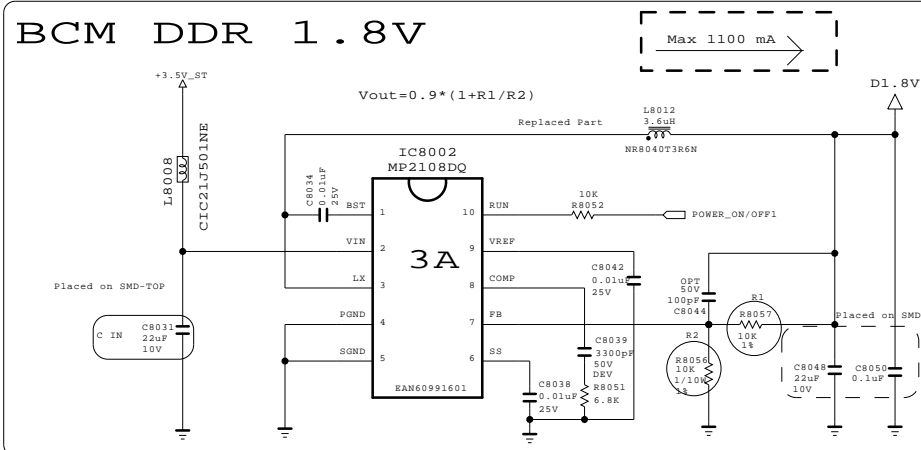 BCM DDR 1.8V
Max 1100 mA
+3.5V_ST
D1.8V
Vout=0.9*(1+R1/R2)
L8012
3.6uH
Replaced Part
NR8040T3R6N
L8008
CIC21J501NE
IC8002
MP2108DQ
C8034
0.01uF
25V
10K
R8052
POWER_ON/OFF1
BST
1
10
RUN
VIN
2
9
VREF
3A
LX
3
8
COMP
PGND
4
7
FB
SGND
5
6
SS
EAN60991601
C8042
0.01uF
25V
OPT
50V
100pF
C8044
R1
R8057
10K
1%
Placed on SMD-TOP
C IN
C8031
22uF
10V
Placed on SMD
R2
R8056
10K
1/10W
1%
C8039
3300pF
50V
DEV
R8051
6.8K
C8038
0.01uF
25V
C8048
22uF
10V
C8050
0.1uF